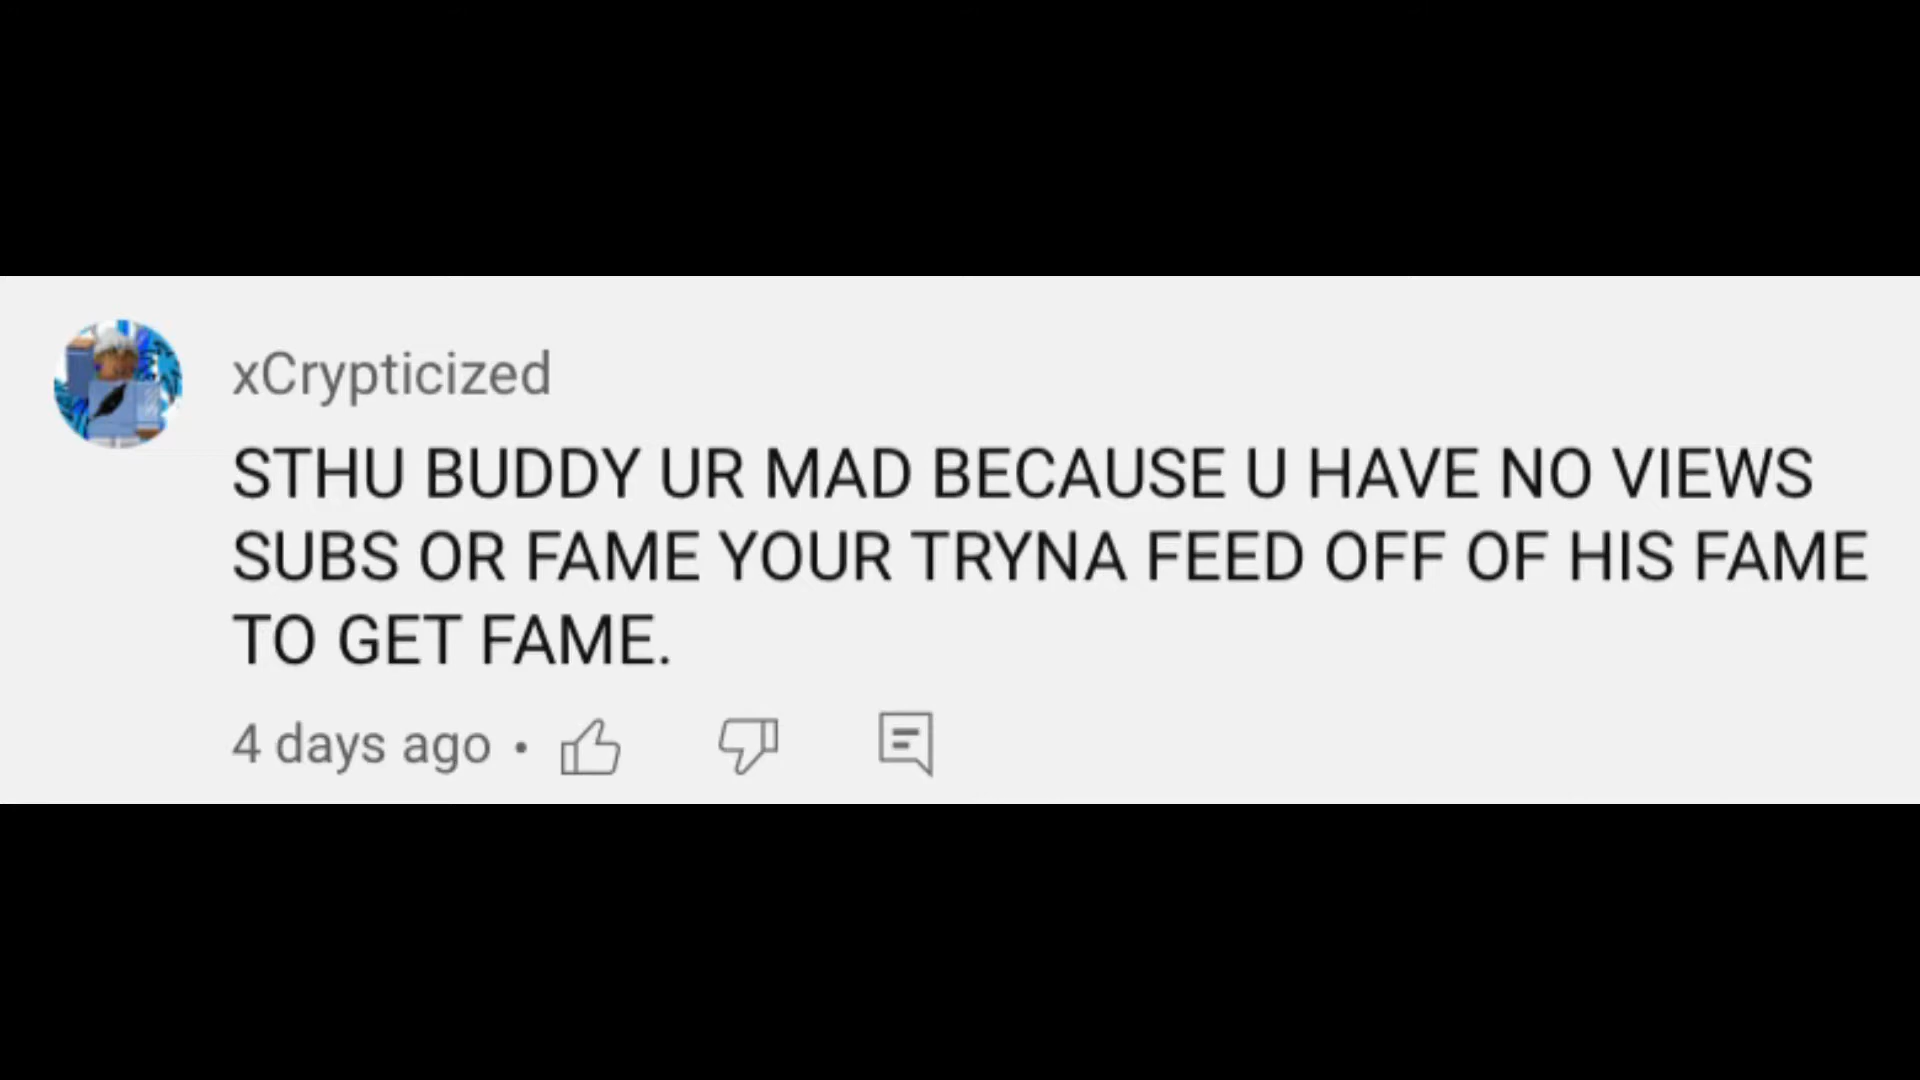 xCrypticized
STHU BUDDY UR MAD BECAUSE U HAVE NO VIEWS
SUBS OR FAME YOUR TRYNA FEED OFF OF HIS FAME
TO GET FAME.
4 days ago •